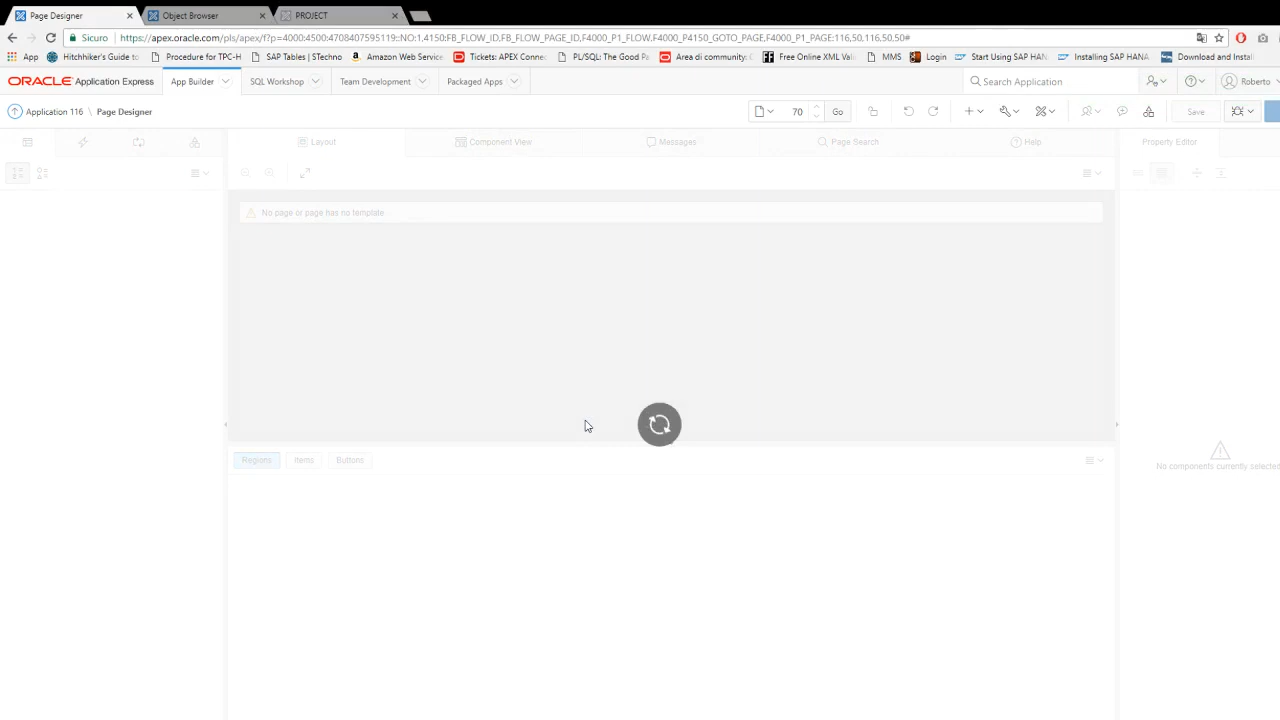 Page Designer
Object Browser
PROJECT
Sicuro
https://apex.oracle.com/pls/apex/f?p=4000:4500:4708407595119::NO:1,4150:FB_FLOW_ID,FB_FLOW_PAGE_ID,F4000_P1_FLOW,F4000_P4150_GOTO_PAGE,F4000_P1_PAGE:116,50,116,50,50#
App
Hitchhiker's Guide to
Procedure for TPC-H
SAP Tables | STechno
Amazon Web Service
Tickets: APEX Connec
PL/SQL: The Good Pa
Area di community:
Free Online XML Vali
MMS
Login
Start Using SAP HAN
Installing SAP HANA
Download and Instal
ORACLE Application Express
App Builder
SQL Workshop
Team Development
Packaged Apps
Search Application
Roberto
Application 116 \ Page Designer
70
Go
Save
Layout
Component View
Messages
Page Search
Help
Property Editor
No page or page has no template
Regions
Items
Buttons
No components currently selected